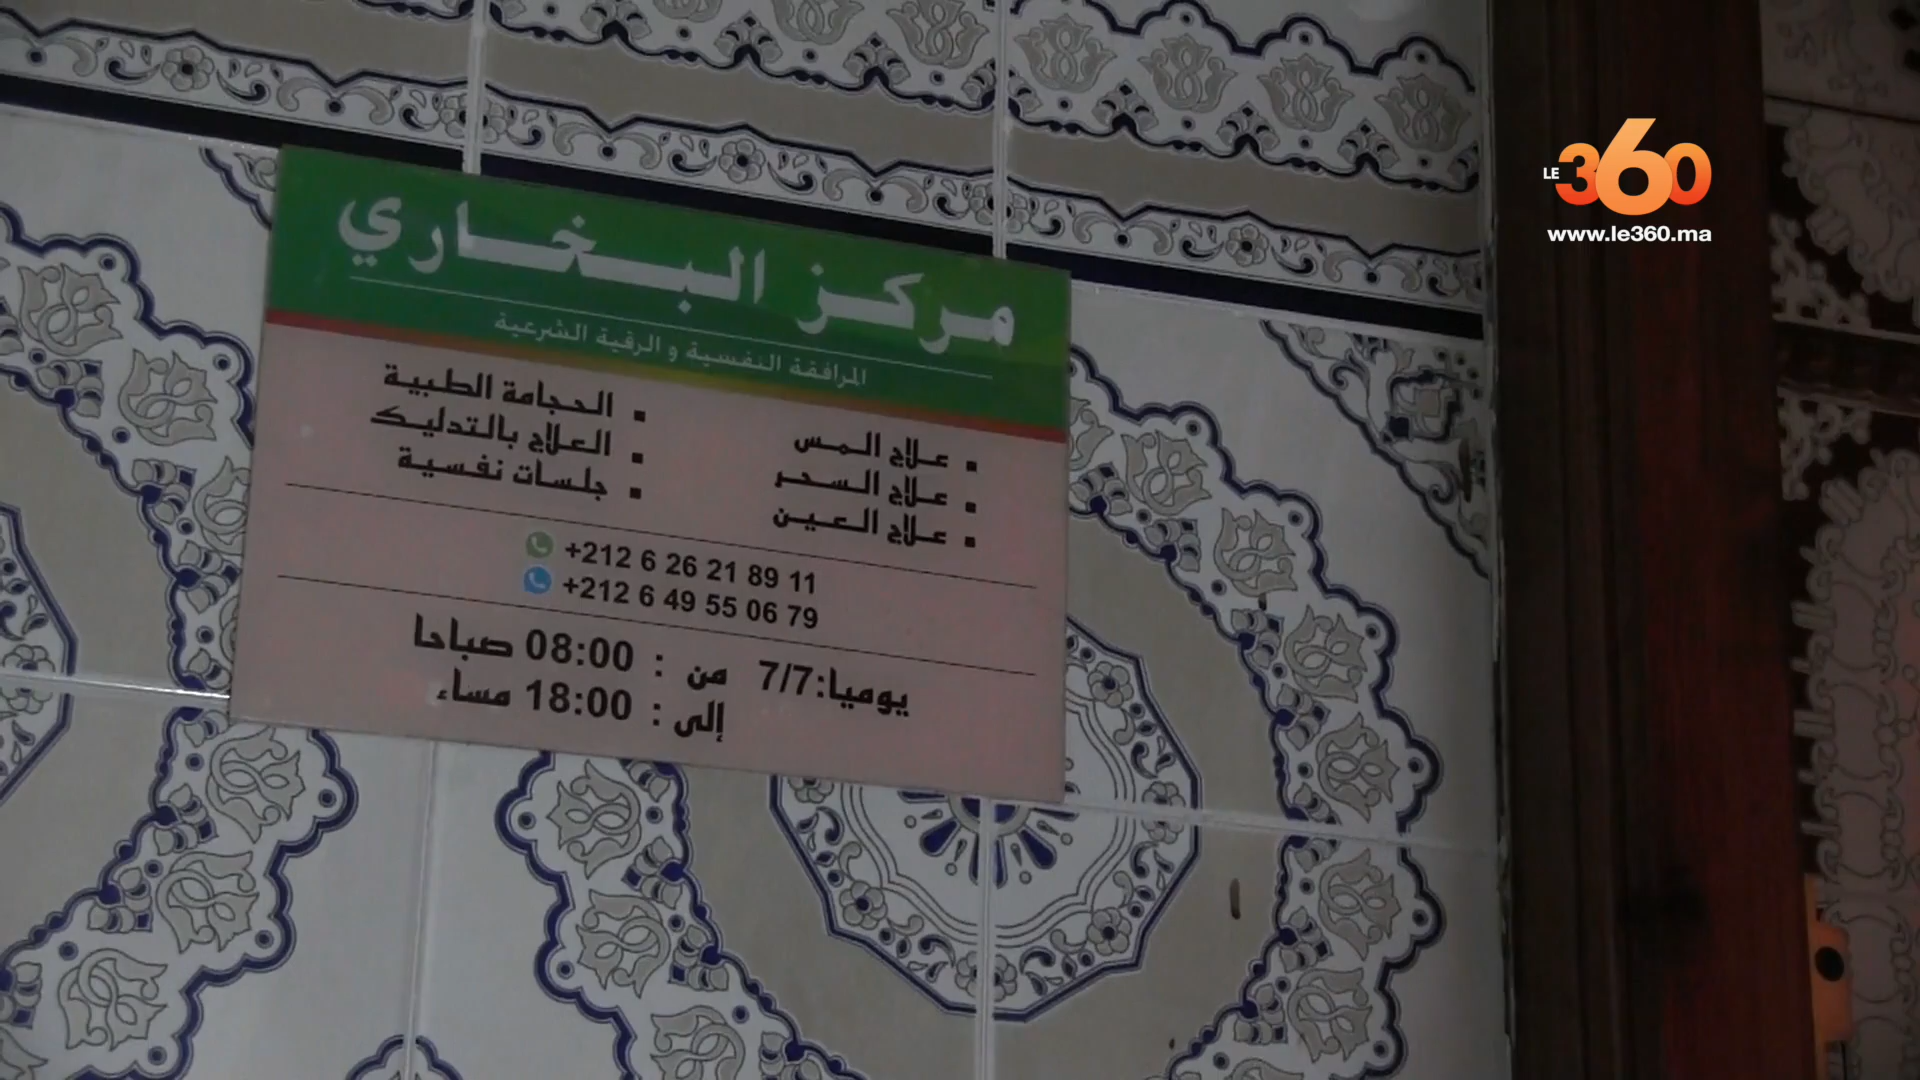 LE 360
www.le360.ma
مركز البخاري
المرافقة النفسية و الرقية الشرعية
▪ علاج المس
▪ علاج السحر
▪ علاج العين
▪ الحجامة الطبية
▪ العلاج بالتدليك
▪ جلسات نفسية
+212 6 26 21 89 11
+212 6 49 55 06 79
يوميا:7/7 من : 08:00 صباحا
إلى : 18:00 مساء